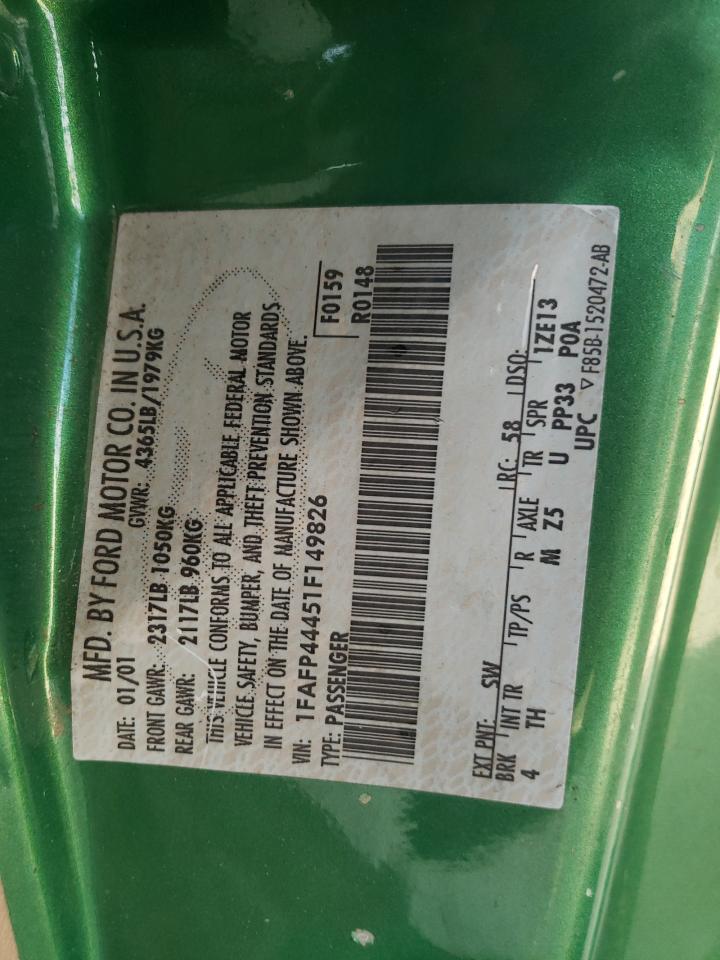 MFD. BY FORD MOTOR CO. IN U.S.A.
DATE: 01/01 GVWR: 4365LB/1979KG
FRONT GAWR: 2317LB 1050KG
REAR GAWR: 2117LB 960KG
THIS VEHICLE CONFORMS TO ALL APPLICABLE FEDERAL MOTOR
VEHICLE SAFETY, BUMPER, AND THEFT PREVENTION STANDARDS
IN EFFECT ON THE DATE OF MANUFACTURE SHOWN ABOVE.
VIN: 1FAFP44451F149826 F0159
TYPE: PASSENGER R0148
EXT PNT: SW RC: 58 DSO:
BRK INT TR TP/PS R AXLE TR SPR 1ZE13
4 TH M Z5 U PP33 P0A
UPC ▽F85B-1520472-AB